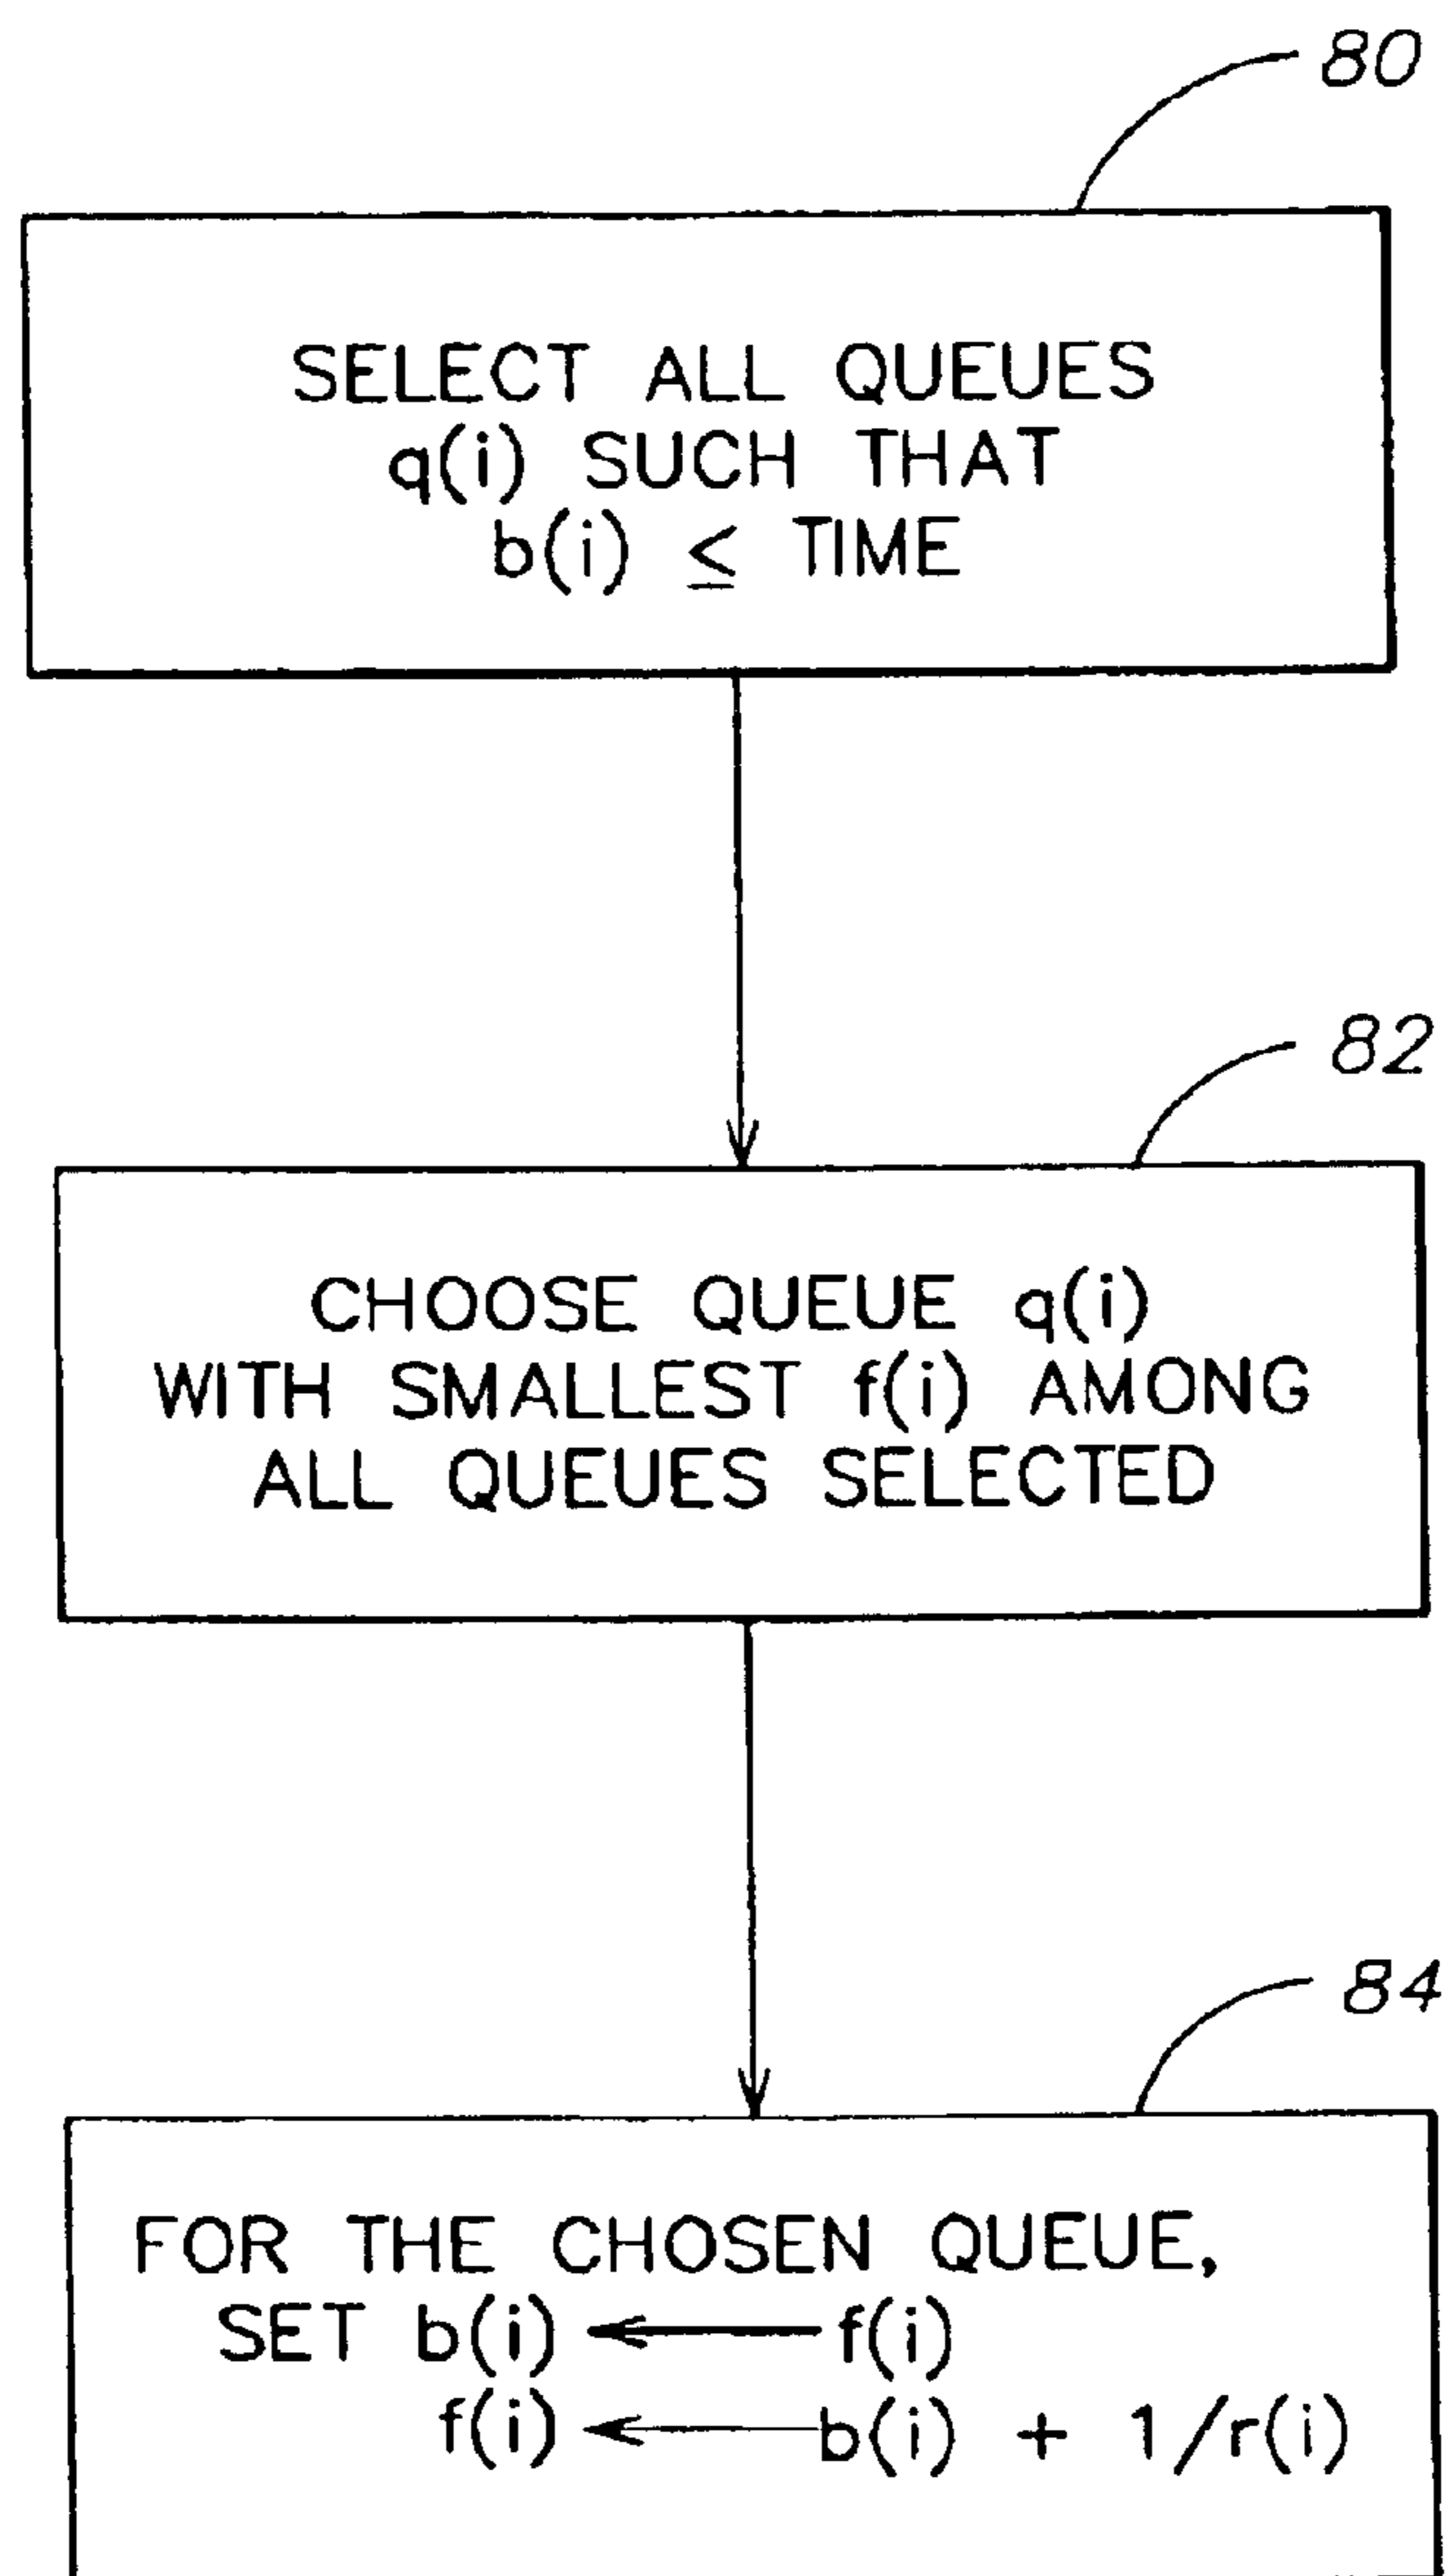 80
SELECT ALL QUEUES
q(i) SUCH THAT
b(i) ≤ TIME
82
CHOOSE QUEUE q(i)
WITH SMALLEST f(i) AMONG
ALL QUEUES SELECTED
84
FOR THE CHOSEN QUEUE,
SET b(i) ← f(i)
f(i) ← b(i) + 1/r(i)